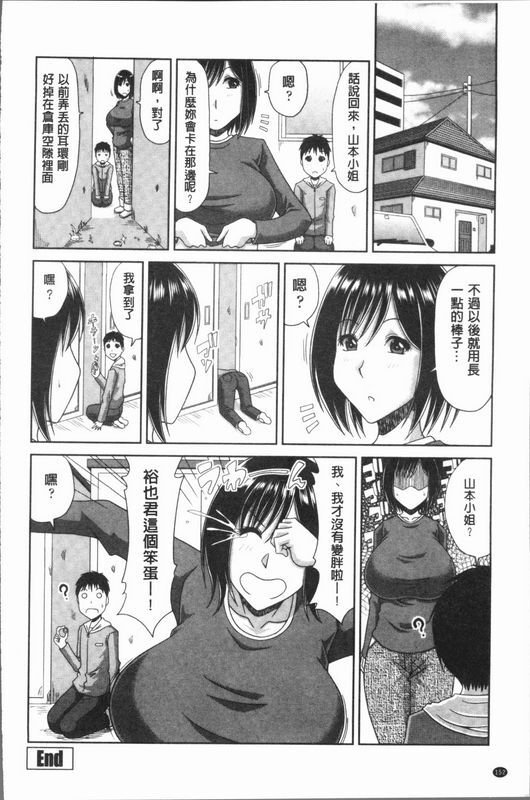 話說回來，山本小姐
嗯？
為什麼妳會卡在
那邊呢？
啊啊，對了
以前弄丟的耳環剛
好掉在倉庫空隙裡面
不過以後就用長
一點的棒子…
嗯？
我拿到了
嘿？
山本小姐？
我、我才沒有變胖啦ー！
裕也君這個笨蛋ーー！
うわーん
嘿？
?
?
End
152